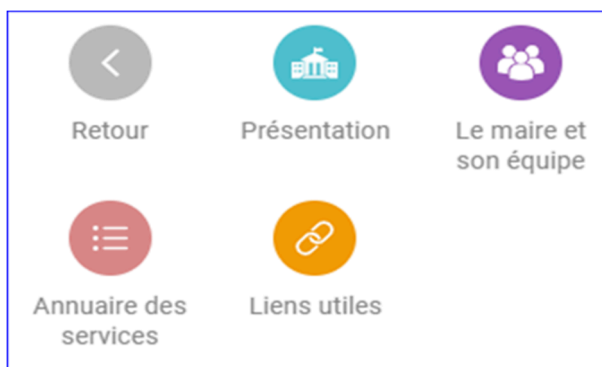 Retour
Présentation
Le maire et
son équipe
Annuaire des
services
Liens utiles